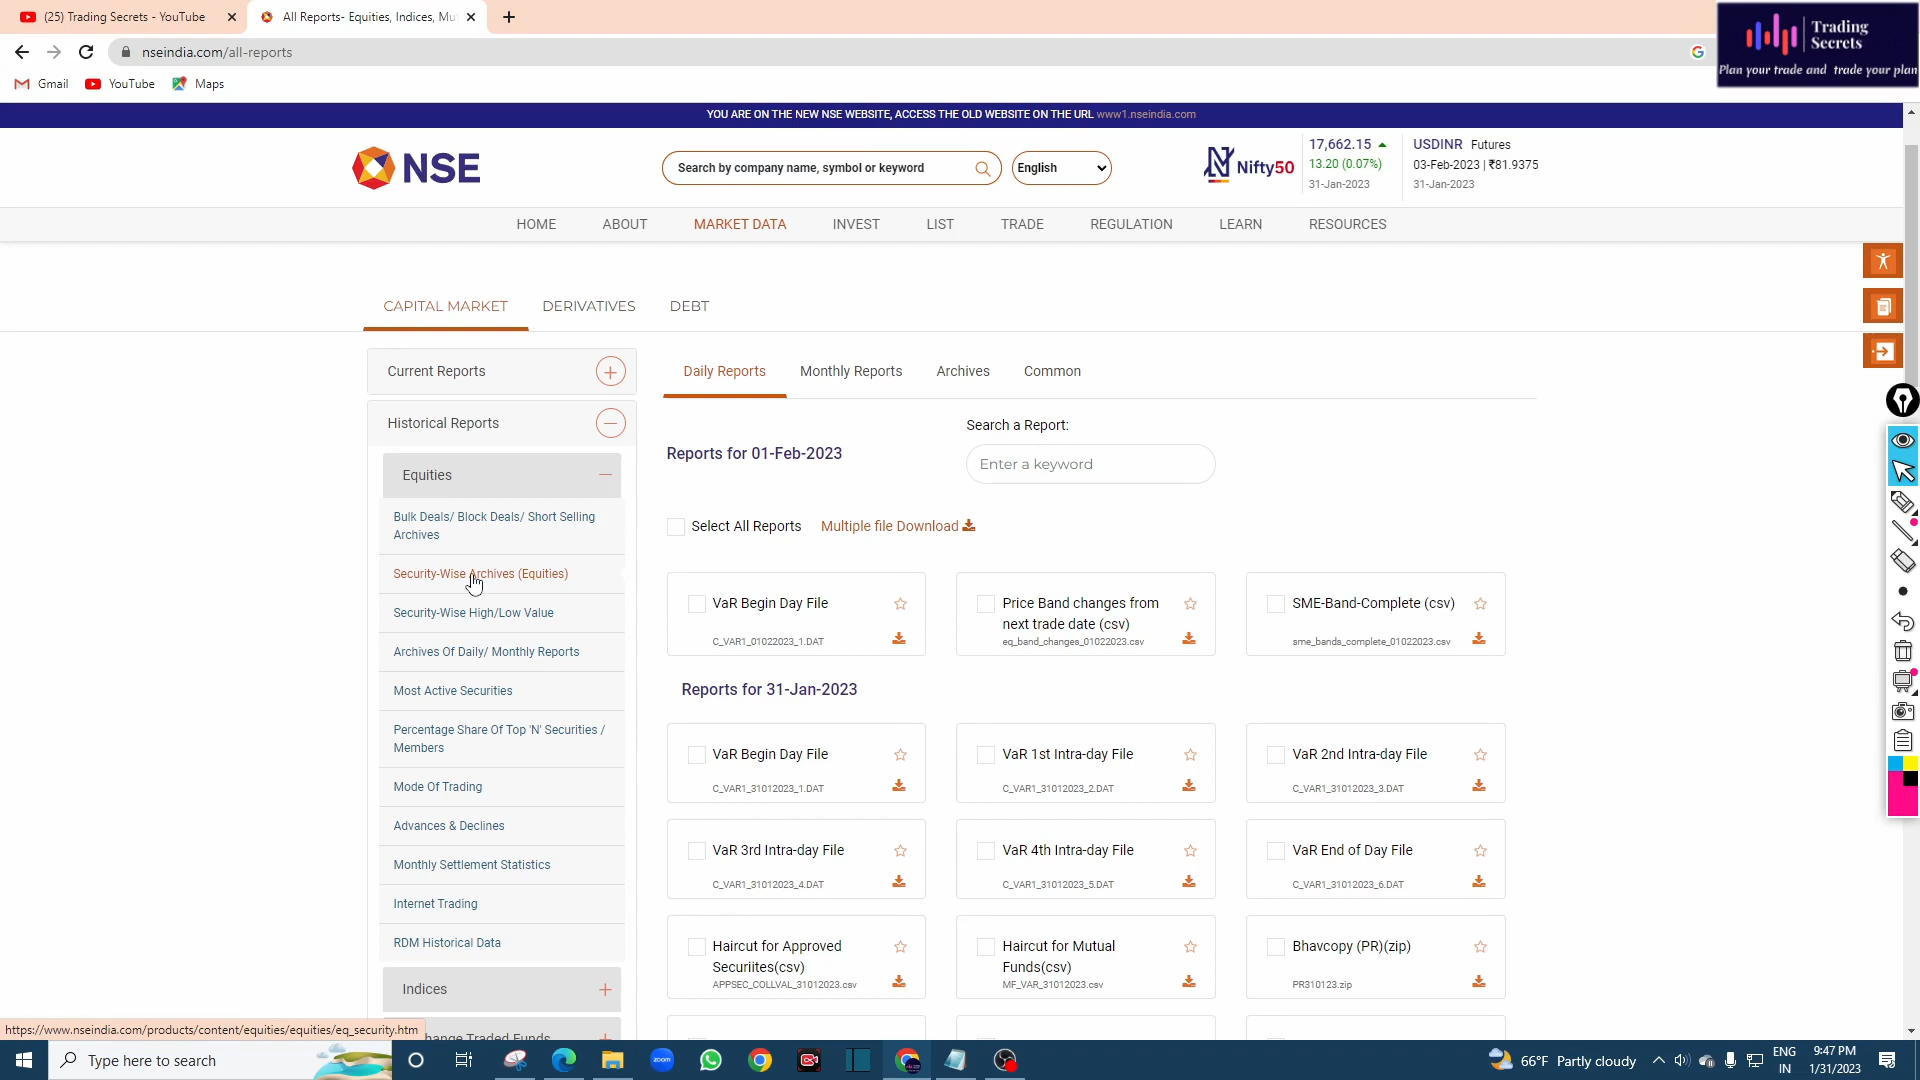 (25) Trading Secrets - YouTube
All Reports- Equities, Indices, Mu
nseindia.com/all-reports
Trading
Secrets
Plan your trade and trade your plan
Gmail
YouTube
Maps
YOU ARE ON THE NEW NSE WEBSITE, ACCESS THE OLD WEBSITE ON THE URL www1.nseindia.com
NSE
Search by company name, symbol or keyword
English
Nifty50
17,662.15
13.20 (0.07%)
31-Jan-2023
USDINR Futures
03-Feb-2023 | ₹81.9375
31-Jan-2023
HOME
ABOUT
MARKET DATA
INVEST
LIST
TRADE
REGULATION
LEARN
RESOURCES
CAPITAL MARKET
DERIVATIVES
DEBT
Current Reports
Historical Reports
Equities
Bulk Deals/ Block Deals/ Short Selling
Archives
Security-Wise Archives (Equities)
Security-Wise High/Low Value
Archives Of Daily/ Monthly Reports
Most Active Securities
Percentage Share Of Top 'N' Securities /
Members
Mode Of Trading
Advances & Declines
Monthly Settlement Statistics
Internet Trading
RDM Historical Data
Indices
change Traded Funds
Daily Reports
Monthly Reports
Archives
Common
Reports for 01-Feb-2023
Search a Report:
Enter a keyword
Select All Reports
Multiple file Download
VaR Begin Day File
C_VAR1_01022023_1.DAT
Price Band changes from
next trade date (csv)
eq_band_changes_01022023.csv
SME-Band-Complete (csv)
sme_bands_complete_01022023.csv
Reports for 31-Jan-2023
VaR Begin Day File
C_VAR1_31012023_1.DAT
VaR 1st Intra-day File
C_VAR1_31012023_2.DAT
VaR 2nd Intra-day File
C_VAR1_31012023_3.DAT
VaR 3rd Intra-day File
C_VAR1_31012023_4.DAT
VaR 4th Intra-day File
C_VAR1_31012023_5.DAT
VaR End of Day File
C_VAR1_31012023_6.DAT
Haircut for Approved
Securiites(csv)
APPSEC_COLLVAL_31012023.csv
Haircut for Mutual
Funds(csv)
MF_VAR_31012023.csv
Bhavcopy (PR)(zip)
PR310123.zip
https://www.nseindia.com/products/content/equities/equities/eq_security.htm
Type here to search
zoom
66°F Partly cloudy
ENG
IN
9:47 PM
1/31/2023